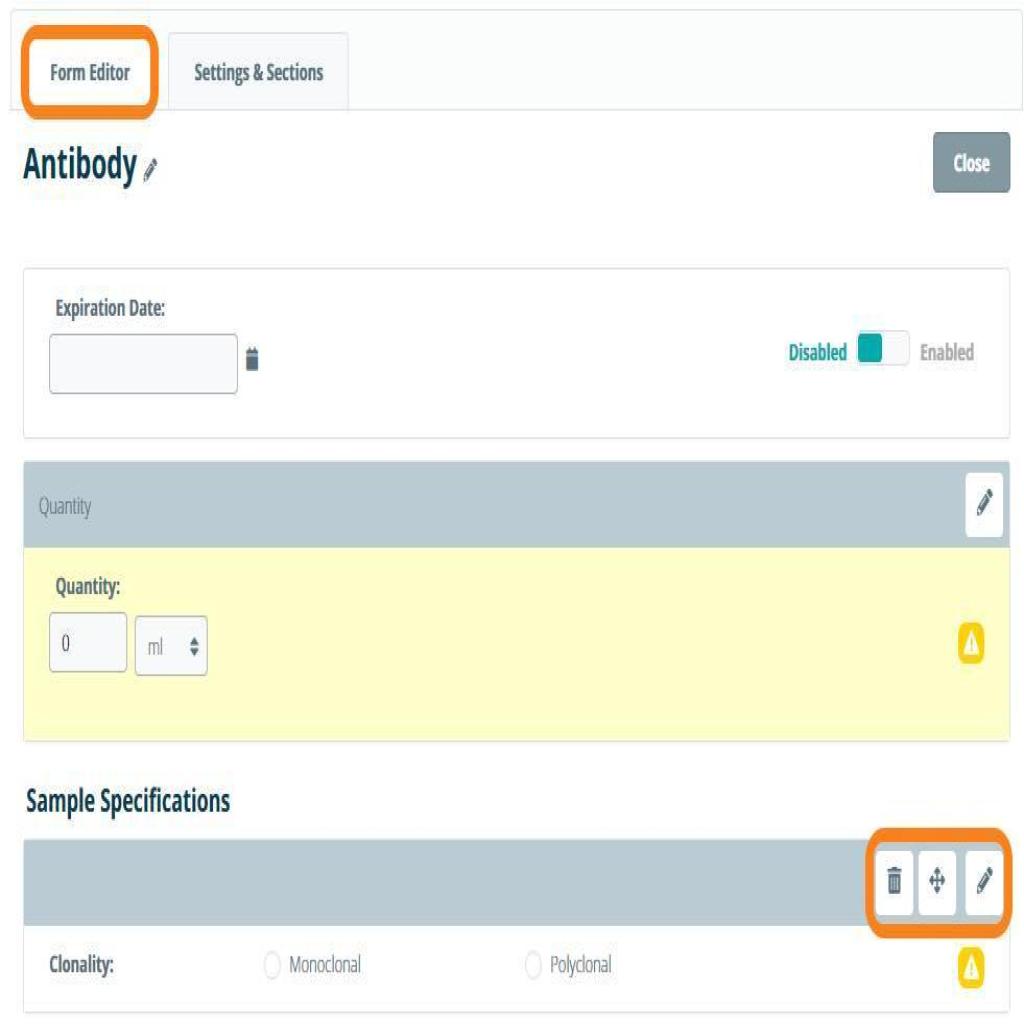 Form Editor Settings & Sections
Antibody
Close
Expiration Date:
Disabled Enabled
Quantity
Quantity:
0 ml
Sample Specifications
Clonality: Monoclonal Polyclonal